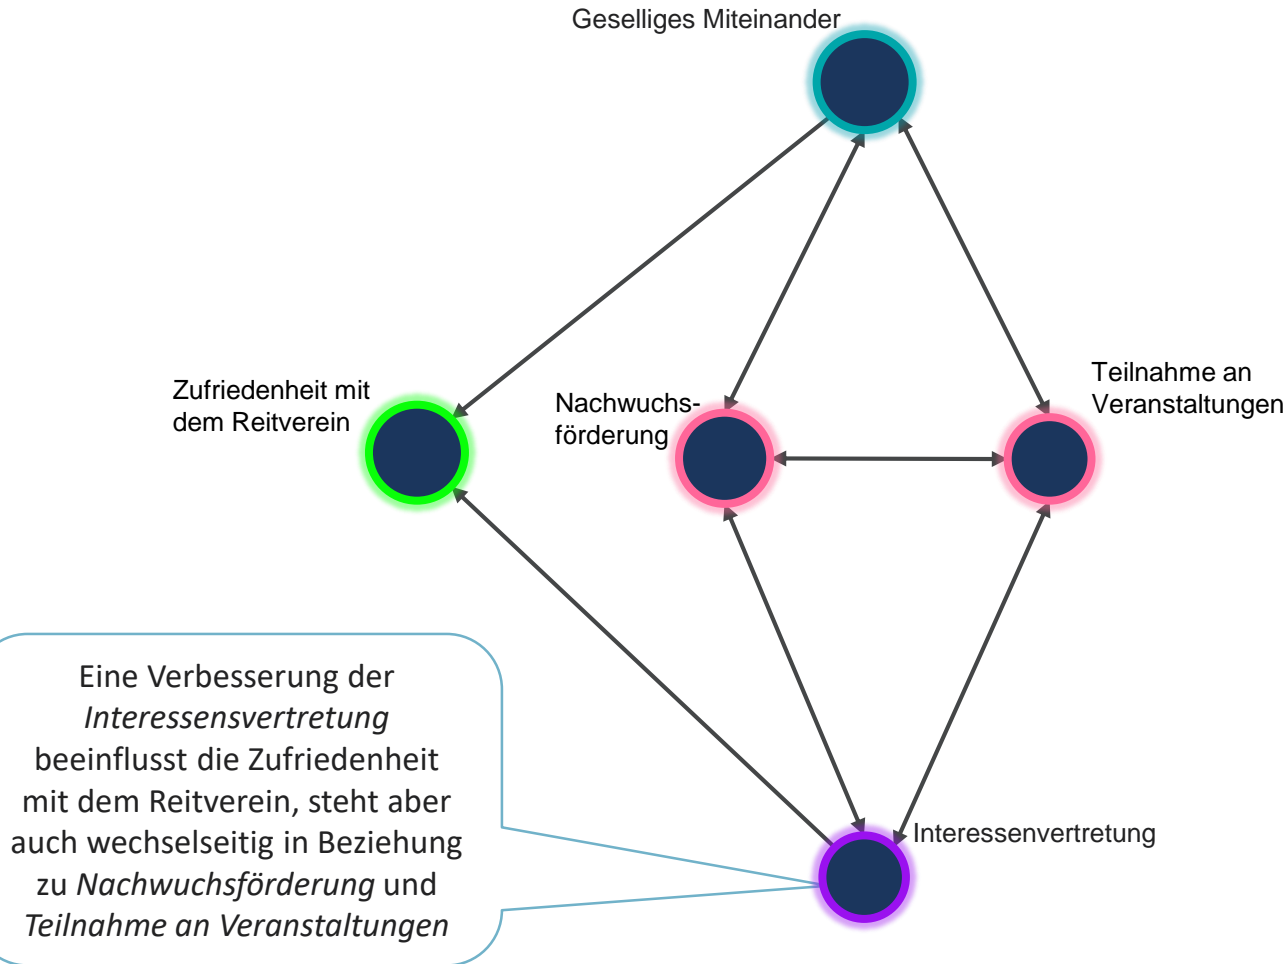 Geselliges Miteinander
Zufriedenheit mit
dem Reitverein
Nachwuchs-
förderung
Teilnahme an
Veranstaltungen
Eine Verbesserung der
Interessensvertretung
beeinflusst die Zufriedenheit
mit dem Reitverein, steht aber
auch wechselseitig in Beziehung
zu Nachwuchsförderung und
Teilnahme an Veranstaltungen
Interessenvertretung